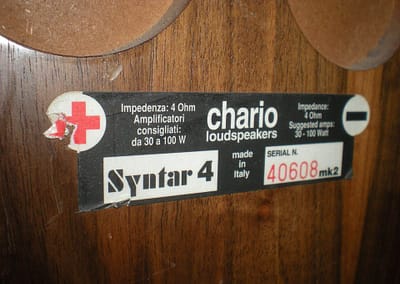 Impedenza: 4 Ohm
Amplificatori
consigliati:
da 30 a 100 W
chario
loudspeakers
Impedance:
4 Ohm
Suggested amps:
30 - 100 Watt
Syntar 4
made
in
Italy
SERIAL N.
40608 mk2